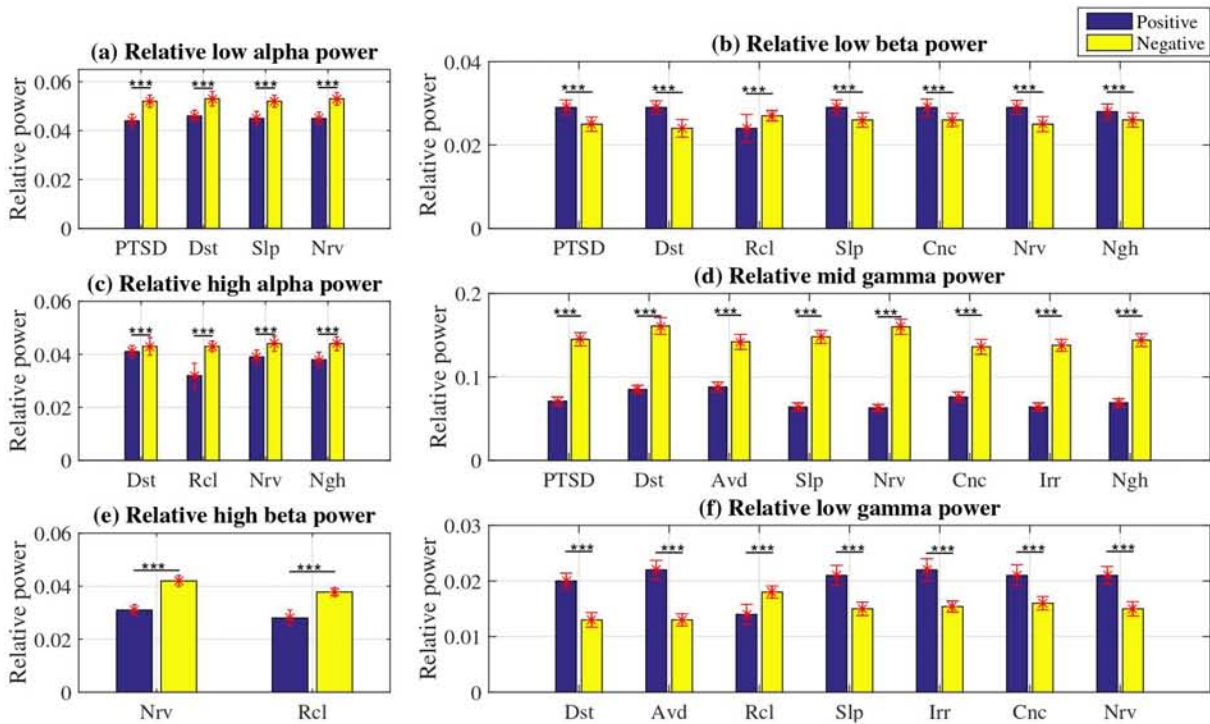 Positive
Negative
(a) Relative low alpha power
Relative power
0.06
0.04
0.02
0
*** *** *** ***
PTSD Dst Slp Nrv
(b) Relative low beta power
Relative power
0.04
0.02
0
*** *** *** *** *** *** ***
PTSD Dst Rcl Slp Cnc Nrv Ngh
(c) Relative high alpha power
Relative power
0.06
0.04
0.02
0
*** *** *** ***
Dst Rcl Nrv Ngh
(d) Relative mid gamma power
Relative power
0.2
0.1
0
*** *** *** *** *** *** *** ***
PTSD Dst Avd Slp Nrv Cnc Irr Ngh
(e) Relative high beta power
Relative power
0.06
0.04
0.02
0
*** ***
Nrv Rcl
(f) Relative low gamma power
Relative power
0.03
0.02
0.01
0
*** *** *** *** *** *** ***
Dst Avd Rcl Slp Irr Cnc Nrv